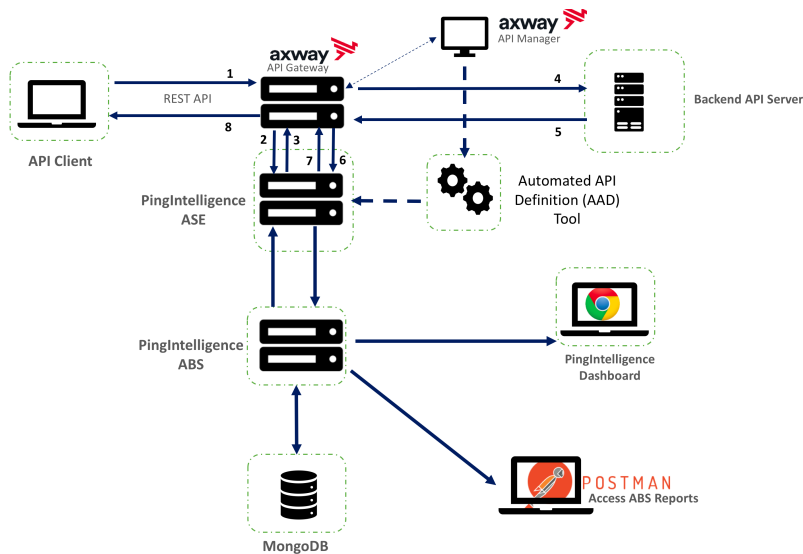 axway
API Manager
axway
API Gateway
1
REST API
8
4
5
Backend API Server
API Client
2
3
7
6
PingIntelligence
ASE
Automated API
Definition (AAD)
Tool
PingIntelligence
ABS
PingIntelligence
Dashboard
POSTMAN
Access ABS Reports
MongoDB